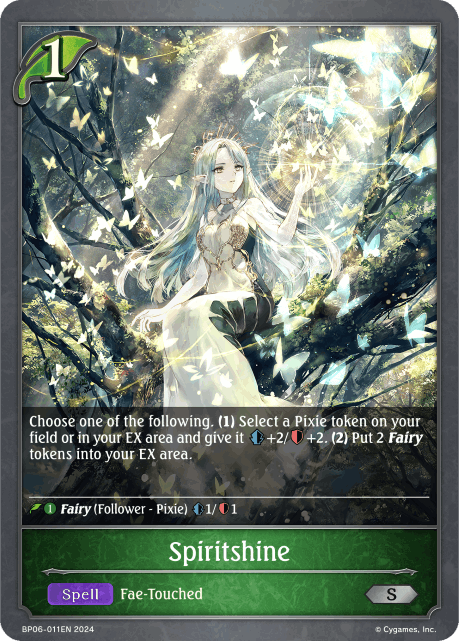 1
Choose one of the following. (1) Select a Pixie token on your
field or in your EX area and give it +2/ +2. (2) Put 2 Fairy
tokens into your EX area.
1 Fairy (Follower - Pixie) 1/ 1
Spiritshine
Spell Fae-Touched S
BP06-011EN 2024 © Cygames, Inc.